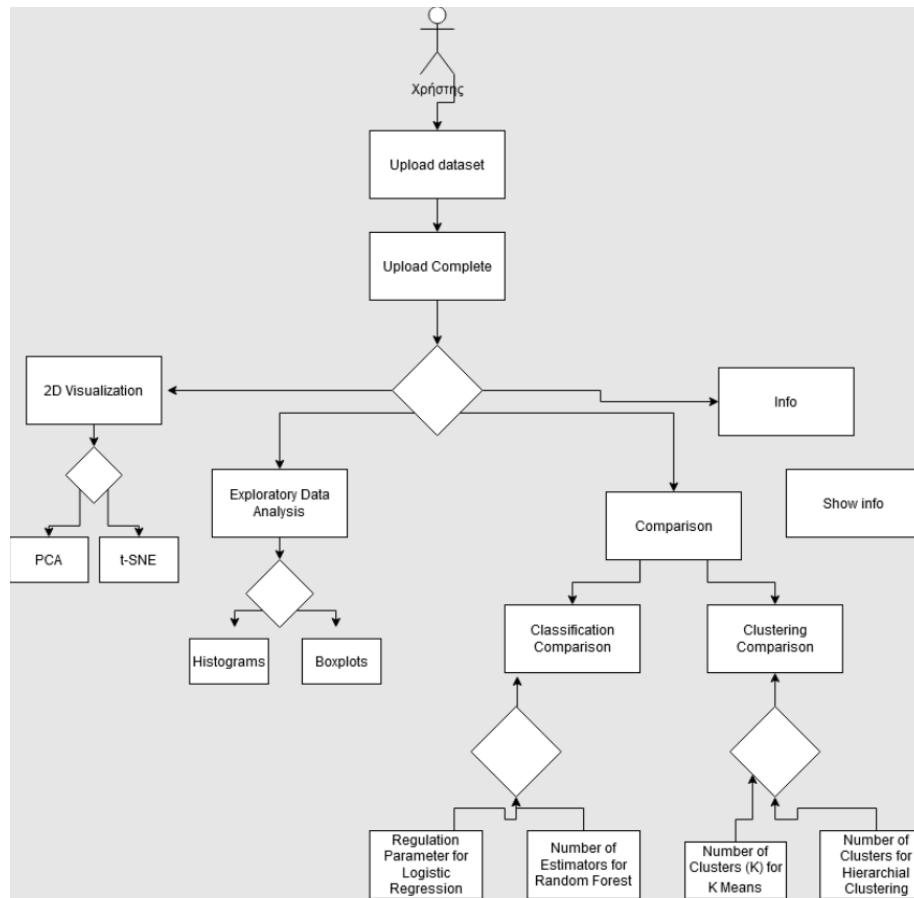 Χρήστης
Upload dataset
Upload Complete
2D Visualization
Info
Exploratory Data
Analysis
Show info
Comparison
PCA
t-SNE
Classification
Comparison
Clustering
Comparison
Histograms
Boxplots
Regulation
Parameter for
Logistic
Regression
Number of
Estimators for
Random Forest
Number of
Clusters (K) for
K Means
Number of
Clusters for
Hierarchial
Clustering